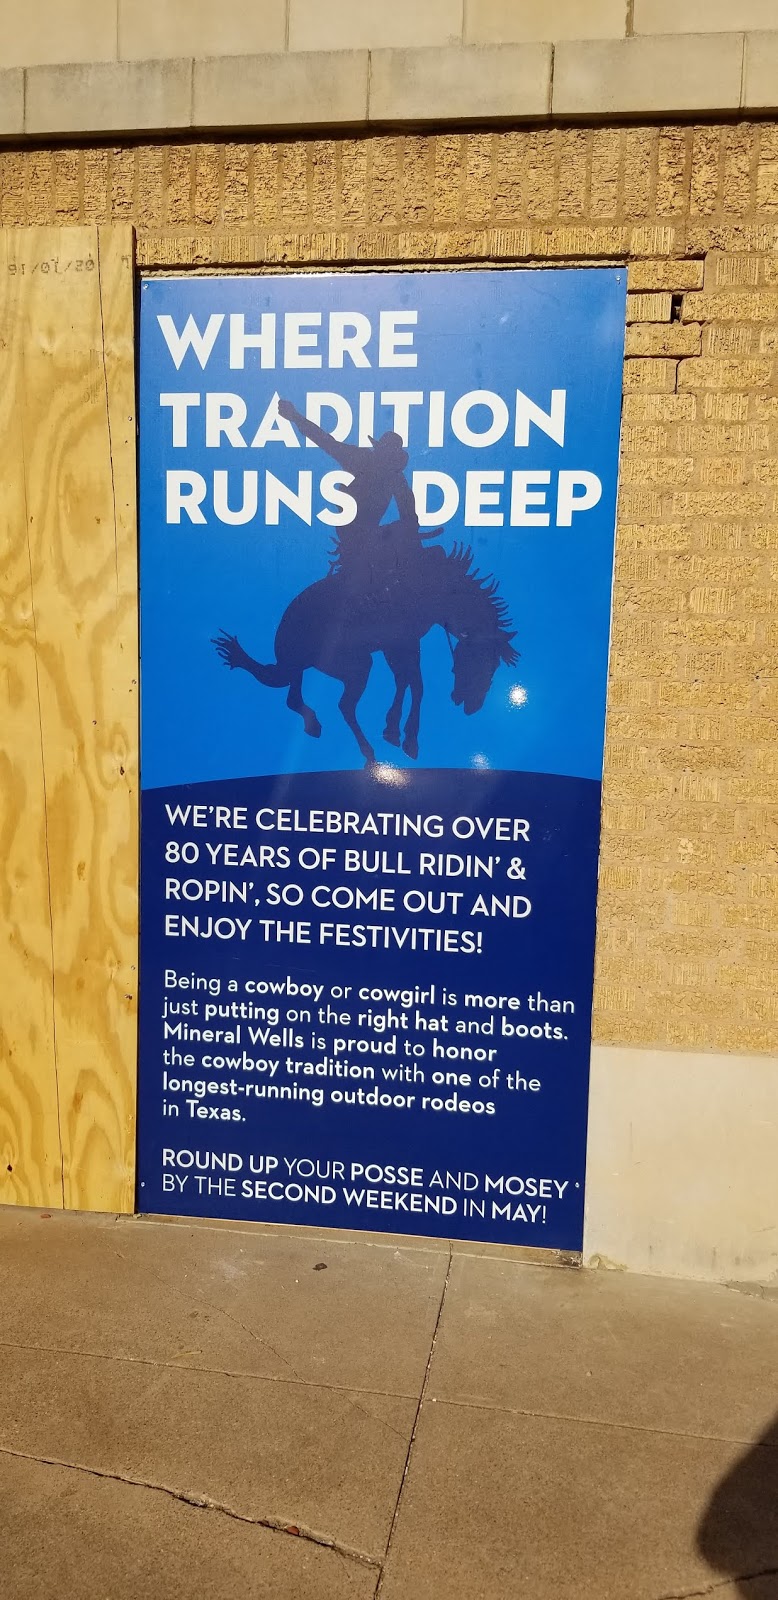 WHERE
TRADITION
RUNS DEEP
WE'RE CELEBRATING OVER
80 YEARS OF BULL RIDIN' &
ROPIN', SO COME OUT AND
ENJOY THE FESTIVITIES!
Being a cowboy or cowgirl is more than
just putting on the right hat and boots.
Mineral Wells is proud to honor
the cowboy tradition with one of the
longest-running outdoor rodeos
in Texas.
ROUND UP YOUR POSSE AND MOSEY
BY THE SECOND WEEKEND IN MAY!